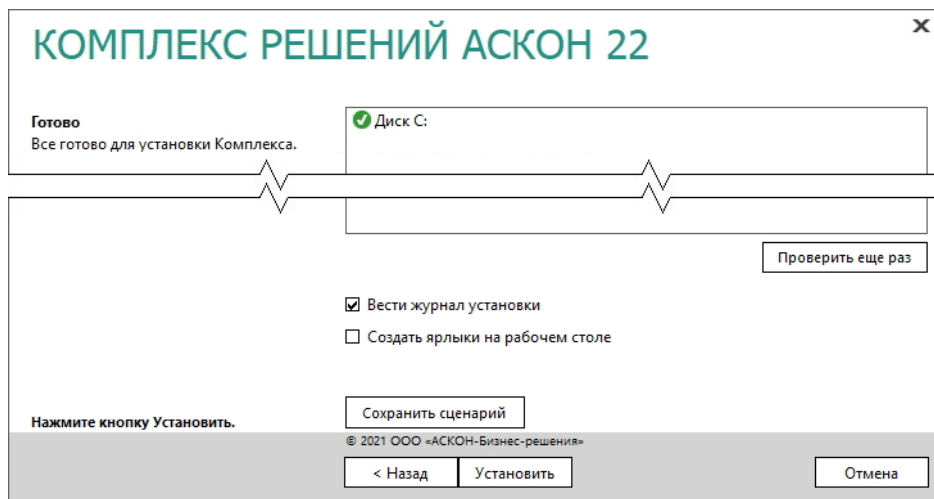 КОМПЛЕКС РЕШЕНИЙ АСКОН 22
Готово
Все готово для установки Комплекса.
Диск C:
Проверить еще раз
Вести журнал установки
Создать ярлыки на рабочем столе
Нажмите кнопку Установить.
Сохранить сценарий
© 2021 ООО «АСКОН-Бизнес-решения»
< Назад
Установить
Отмена